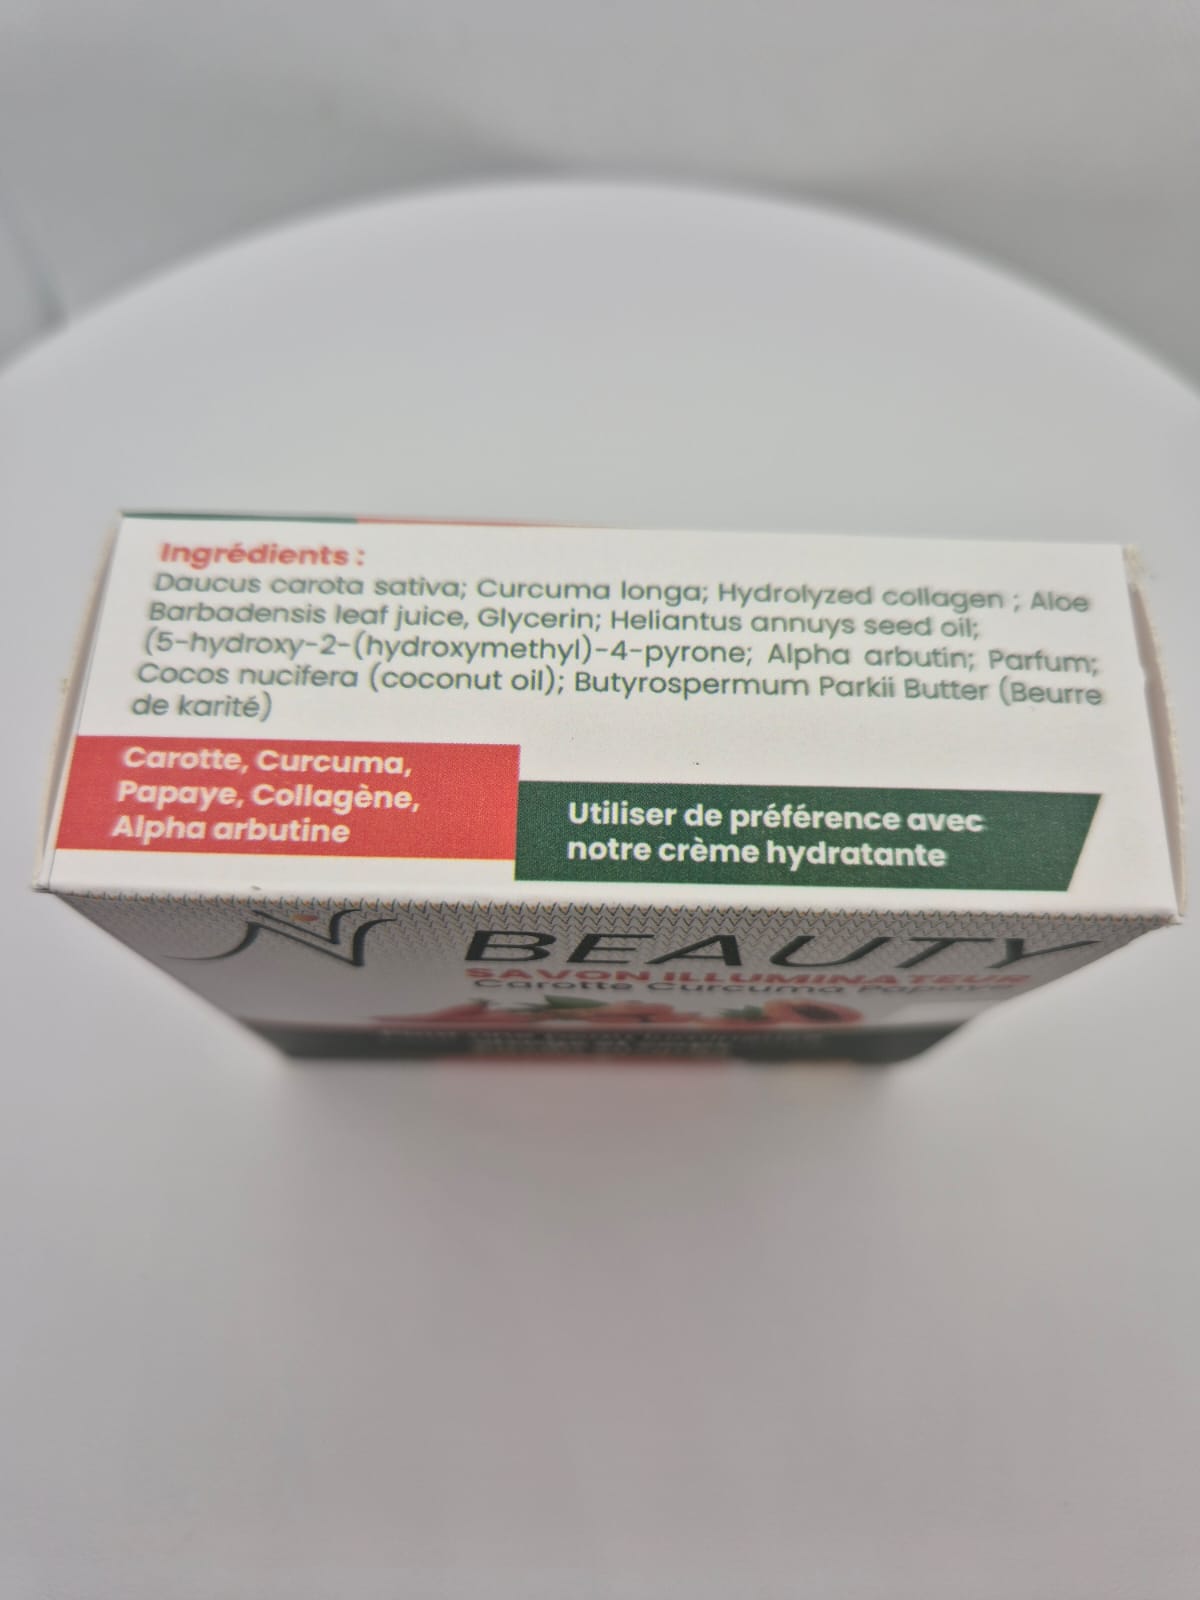 Ingrédients :
Daucus carota sativa; Curcuma longa; Hydrolyzed collagen ; Aloe
Barbadensis leaf juice, Glycerin; Heliantus annuys seed oil;
(5-hydroxy-2-(hydroxymethyl)-4-pyrone; Alpha arbutin; Parfum;
Cocos nucifera (coconut oil); Butyrospermum Parkii Butter (Beurre
de karité)
Carotte, Curcuma,
Papaye, Collagène,
Alpha arbutine
Utiliser de préférence avec
notre crème hydratante
N BEAUTY
SAVON ILLUMINATEUR
Carotte Curcuma Papaye